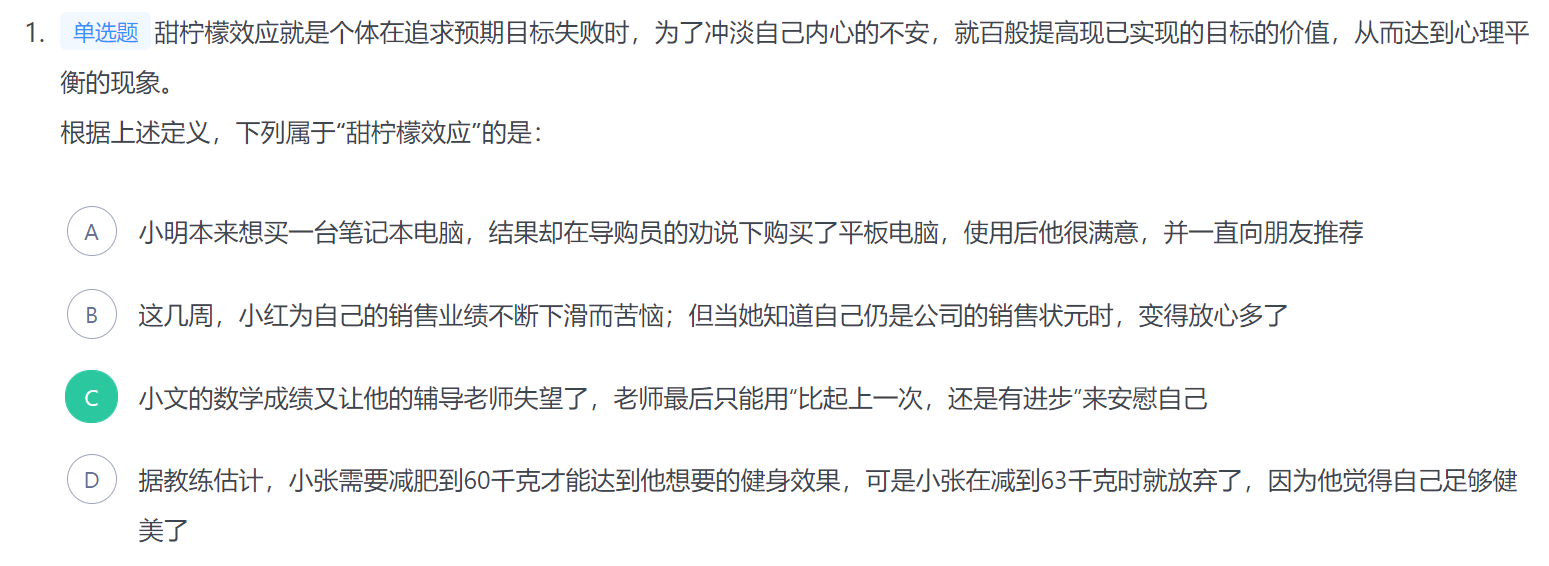 1. 单选题 甜柠檬效应就是个体在追求预期目标失败时，为了冲淡自己内心的不安，就百般提高现已实现的目标的价值，从而达到心理平
衡的现象。
根据上述定义，下列属于“甜柠檬效应”的是：
A 小明本来想买一台笔记本电脑，结果却在导购员的劝说下购买了平板电脑，使用后他很满意，并一直向朋友推荐
B 这几周，小红为自己的销售业绩不断下滑而苦恼；但当她知道自己仍是公司的销售状元时，变得放心多了
C 小文的数学成绩又让他的辅导老师失望了，老师最后只能用“比起上一次，还是有进步”来安慰自己
D 据教练估计，小张需要减肥到60千克才能达到他想要的健身效果，可是小张在减到63千克时就放弃了，因为他觉得自己足够健
美了